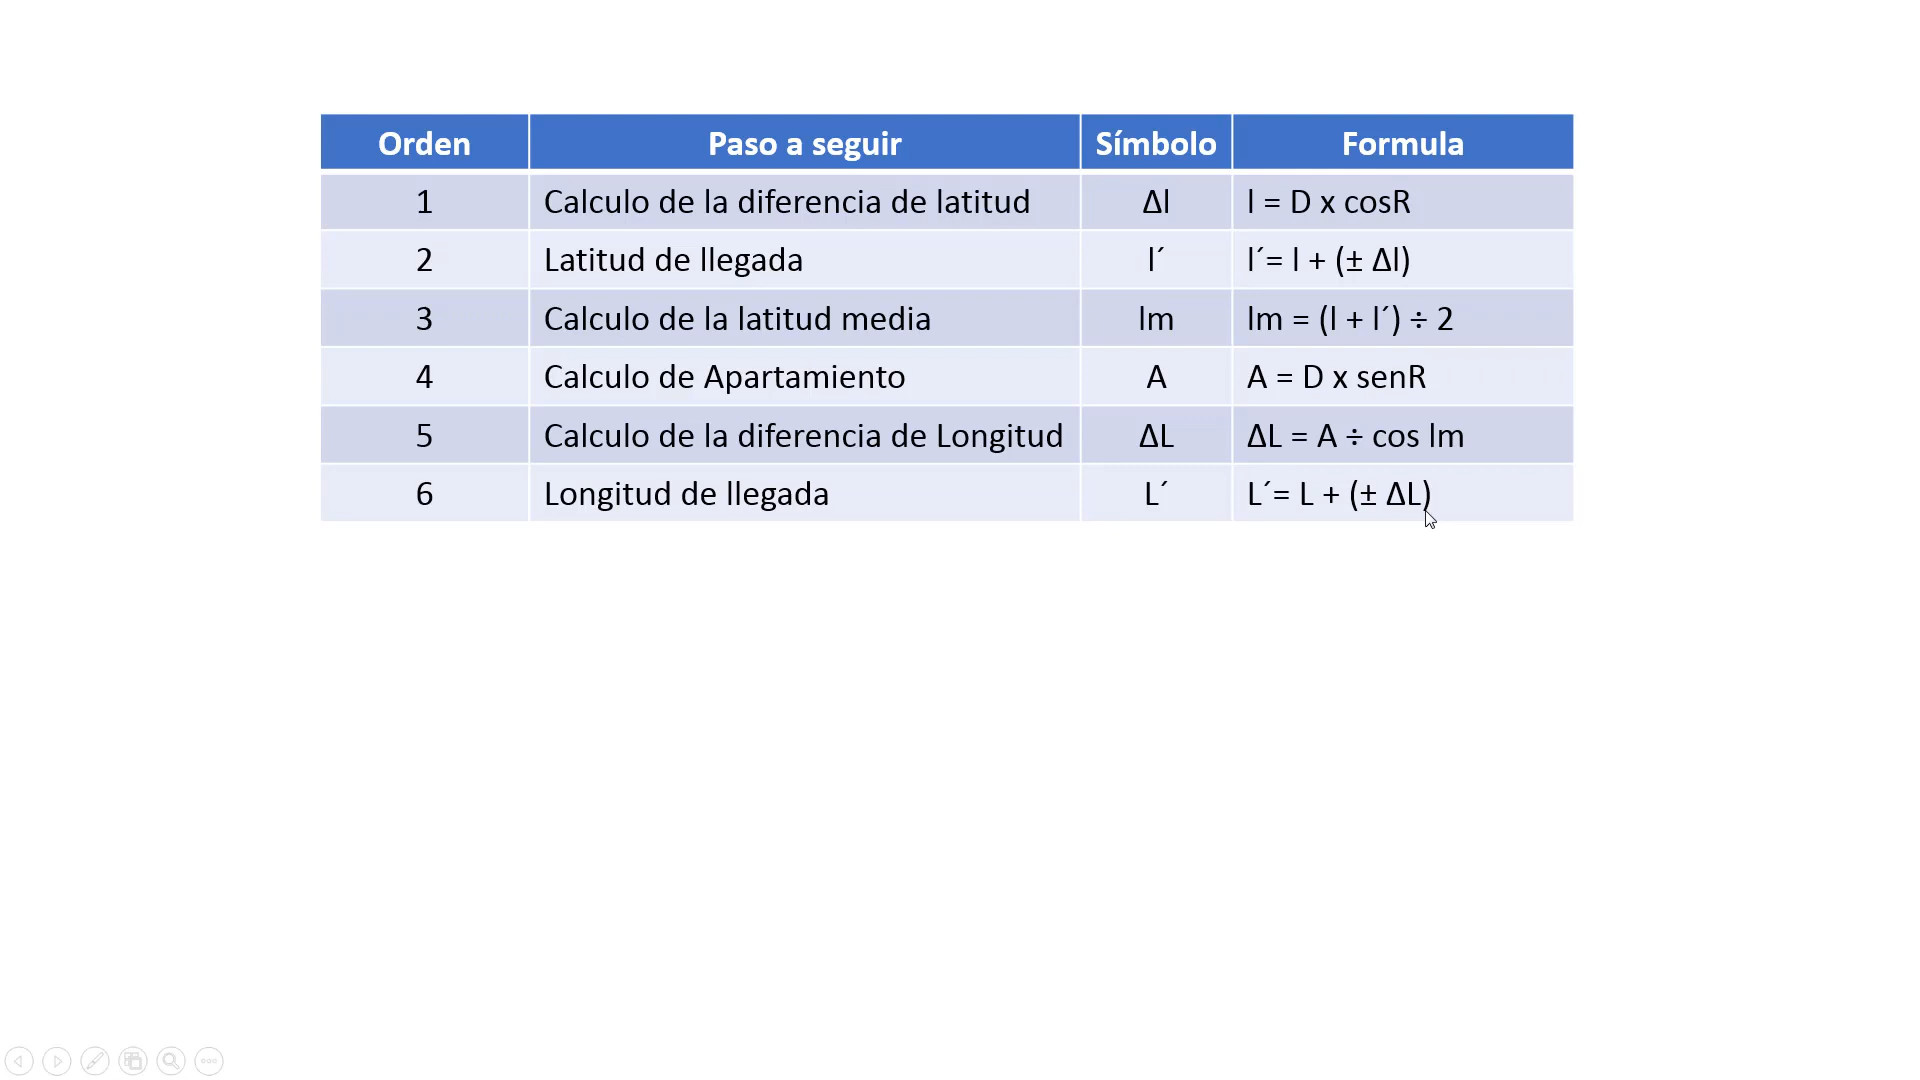 Orden Paso a seguir Símbolo Formula
1 Calculo de la diferencia de latitud Δl l = D x cosR
2 Latitud de llegada l´ l´= l + (± Δl)
3 Calculo de la latitud media lm lm = (l + l´) ÷ 2
4 Calculo de Apartamiento A A = D x senR
5 Calculo de la diferencia de Longitud ΔL ΔL = A ÷ cos lm
6 Longitud de llegada L´ L´= L + (± ΔL)